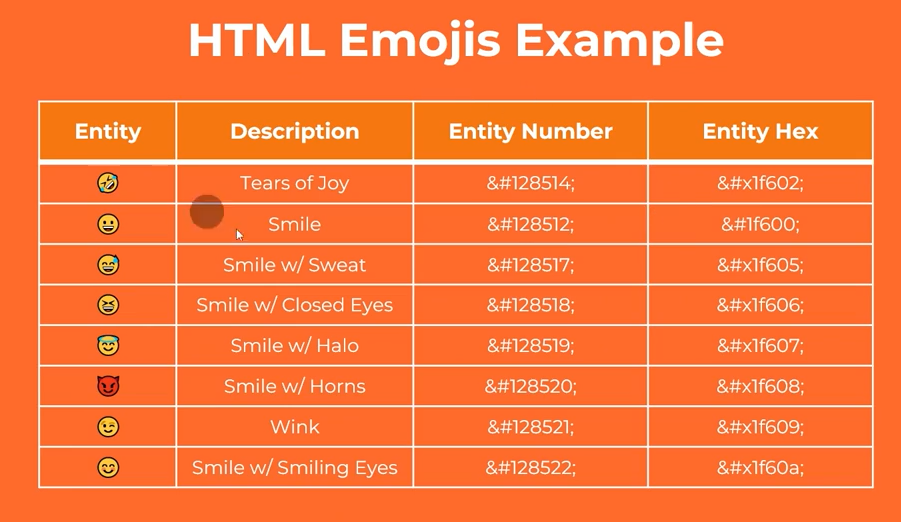 HTML Emojis Example
Entity Description Entity Number Entity Hex
🤣 Tears of Joy &#128514; &#x1f602;
😀 Smile &#128512; &#1f600;
😅 Smile w/ Sweat &#128517; &#x1f605;
😆 Smile w/ Closed Eyes &#128518; &#x1f606;
😇 Smile w/ Halo &#128519; &#x1f607;
😈 Smile w/ Horns &#128520; &#x1f608;
😉 Wink &#128521; &#x1f609;
😊 Smile w/ Smiling Eyes &#128522; &#x1f60a;